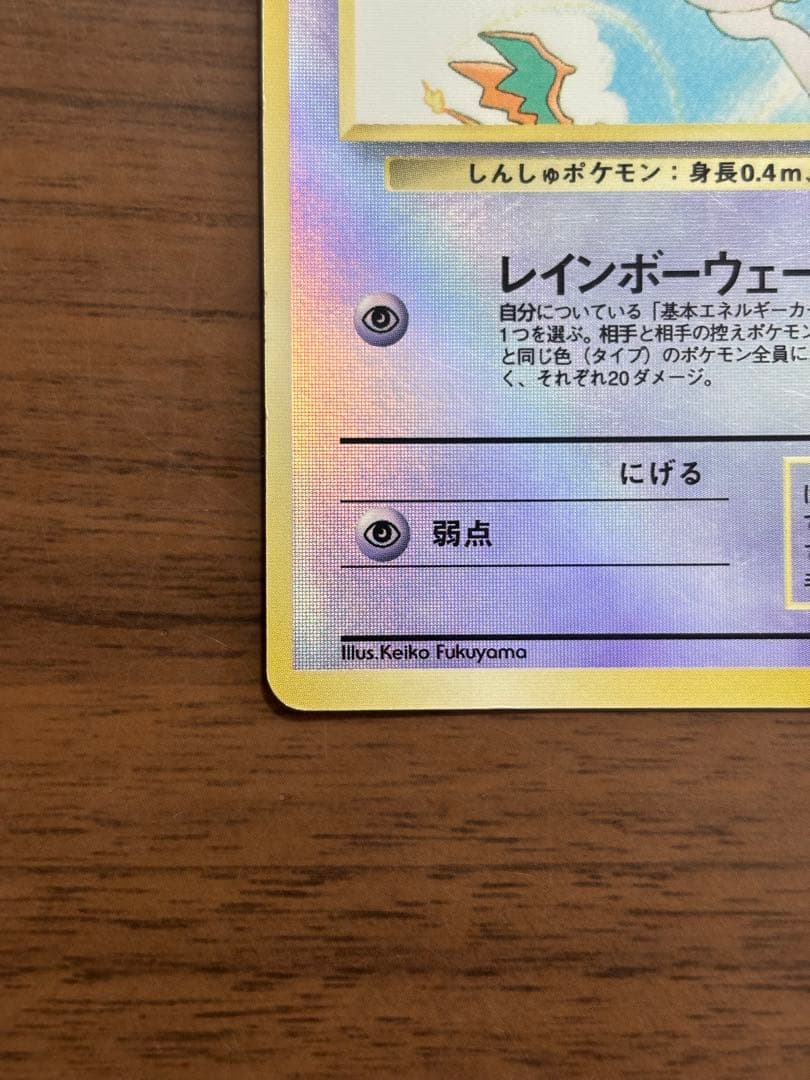 しんしゅポケモン：身長0.4m、
レインボーウェー
自分についている「基本エネルギーカ
1つを選ぶ。相手と相手の控えポケモン
と同じ色（タイプ）のポケモン全員に
く、それぞれ20ダメージ。
にげる
弱点
Illus.Keiko Fukuyama